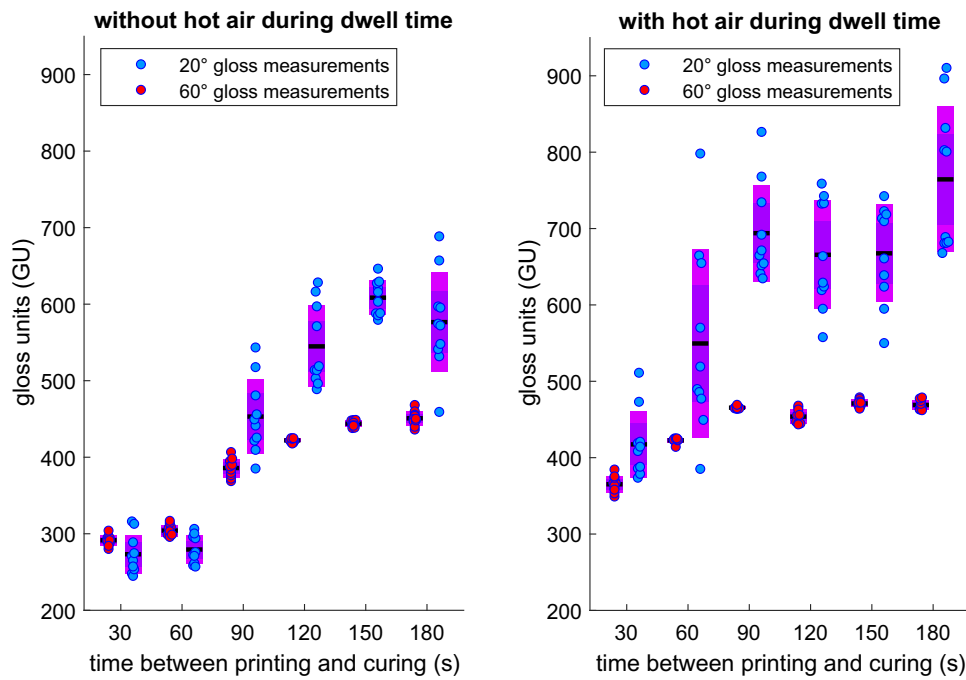 without hot air during dwell time
20° gloss measurements
60° gloss measurements
900
800
700
600
500
400
300
200
gloss units (GU)
30 60 90 120 150 180
time between printing and curing (s)
with hot air during dwell time
20° gloss measurements
60° gloss measurements
900
800
700
600
500
400
300
200
gloss units (GU)
30 60 90 120 150 180
time between printing and curing (s)